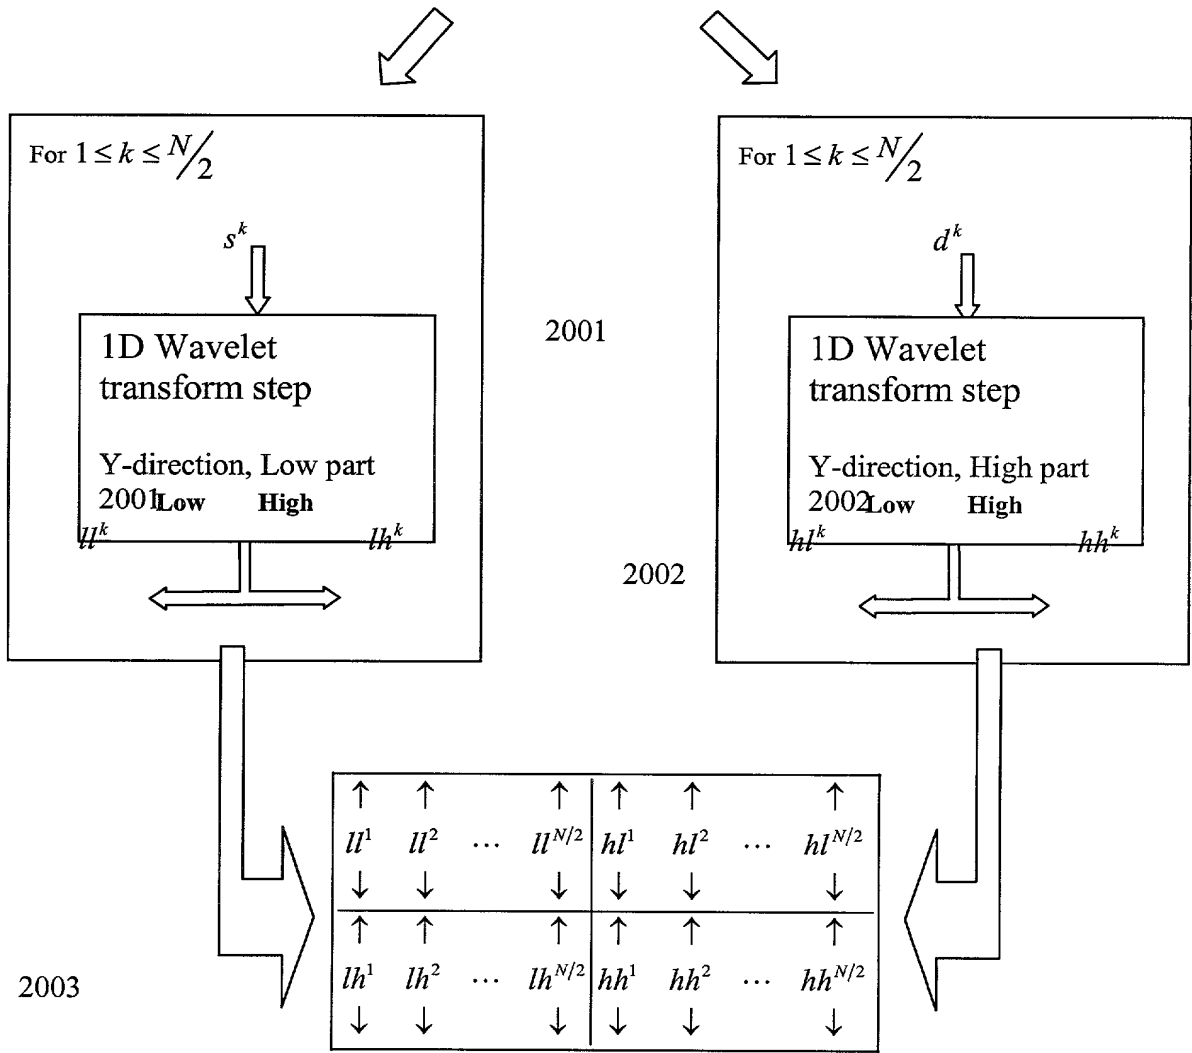 For 1 ≤ k ≤ N/2
s^k
1D Wavelet
transform step
Y-direction, Low part
2001 Low High
ll^k lh^k
2001
2002
For 1 ≤ k ≤ N/2
d^k
1D Wavelet
transform step
Y-direction, High part
2002 Low High
hl^k hh^k
↑ ↑ ↑ ↑ ↑ ↑
ll^1 ll^2 … ll^{N/2} hl^1 hl^2 … hl^{N/2}
↓ ↓ ↓ ↓ ↓ ↓
↑ ↑ ↑ ↑ ↑ ↑
lh^1 lh^2 … lh^{N/2} hh^1 hh^2 … hh^{N/2}
↓ ↓ ↓ ↓ ↓ ↓
2003